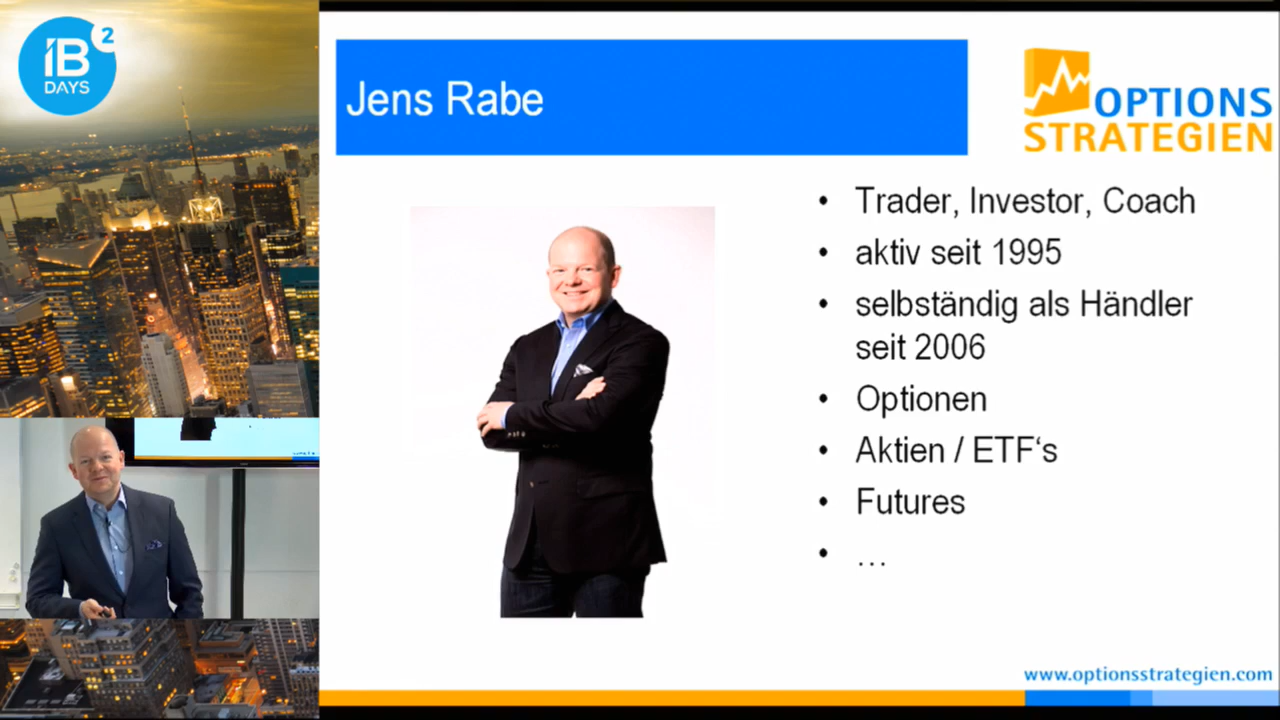 IB 2
DAYS
Jens Rabe
OPTIONS
STRATEGIEN
• Trader, Investor, Coach
• aktiv seit 1995
• selbständig als Händler
seit 2006
• Optionen
• Aktien / ETF‘s
• Futures
• …
www.optionsstrategien.com